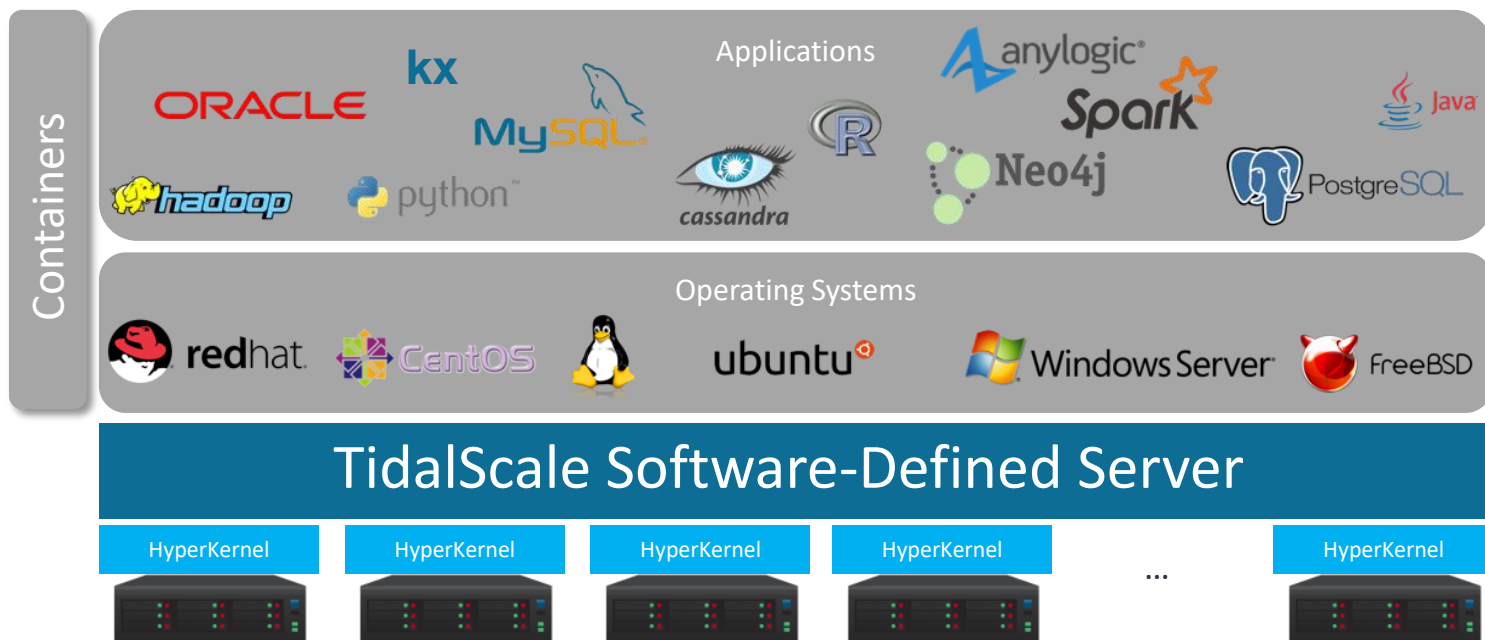 Containers
Applications
ORACLE
kx
MySQL®
R
anylogic®
Spark
Java
hadoop
python™
cassandra
Neo4j
PostgreSQL
Operating Systems
redhat.
CentOS
ubuntu®
Windows Server®
FreeBSD
TidalScale Software-Defined Server
HyperKernel
HyperKernel
HyperKernel
HyperKernel
...
HyperKernel